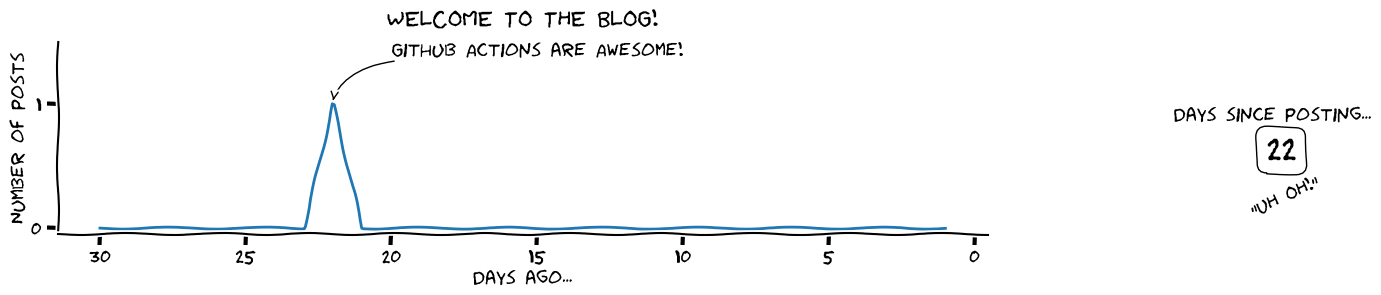 WELCOME TO THE BLOG!
GITHUB ACTIONS ARE AWESOME!
NUMBER OF POSTS
1
0
30 25 20 15 10 5 0
DAYS AGO...
DAYS SINCE POSTING...
22
"UH OH!"